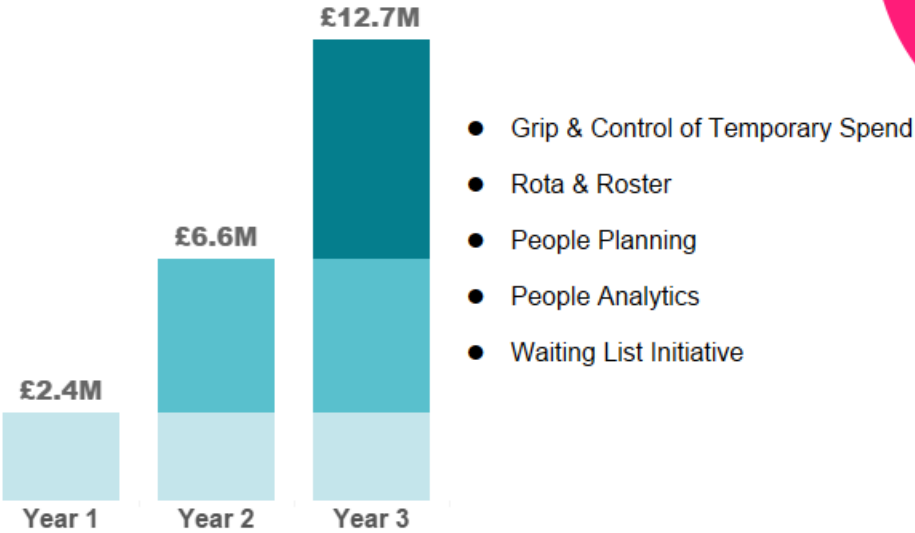 £12.7M
£6.6M
£2.4M
Year 1
Year 2
Year 3
● Grip & Control of Temporary Spend
● Rota & Roster
● People Planning
● People Analytics
● Waiting List Initiative